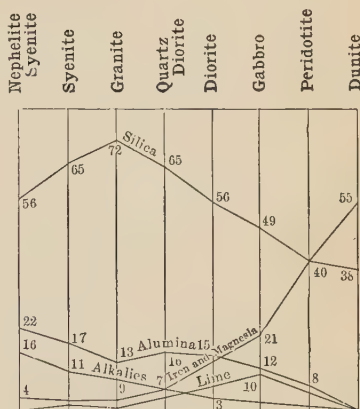 Nephelite
Syenite
Syenite
Granite
Quartz
Diorite
Diorite
Gabbro
Peridotite
Dunite
Silica
56
65
72
65
56
49
40
55
38
22
17
13
Alumina
15
16
Iron and Magnesia
21
16
11
Alkalies
9
7
Lime
10
12
8
4
3